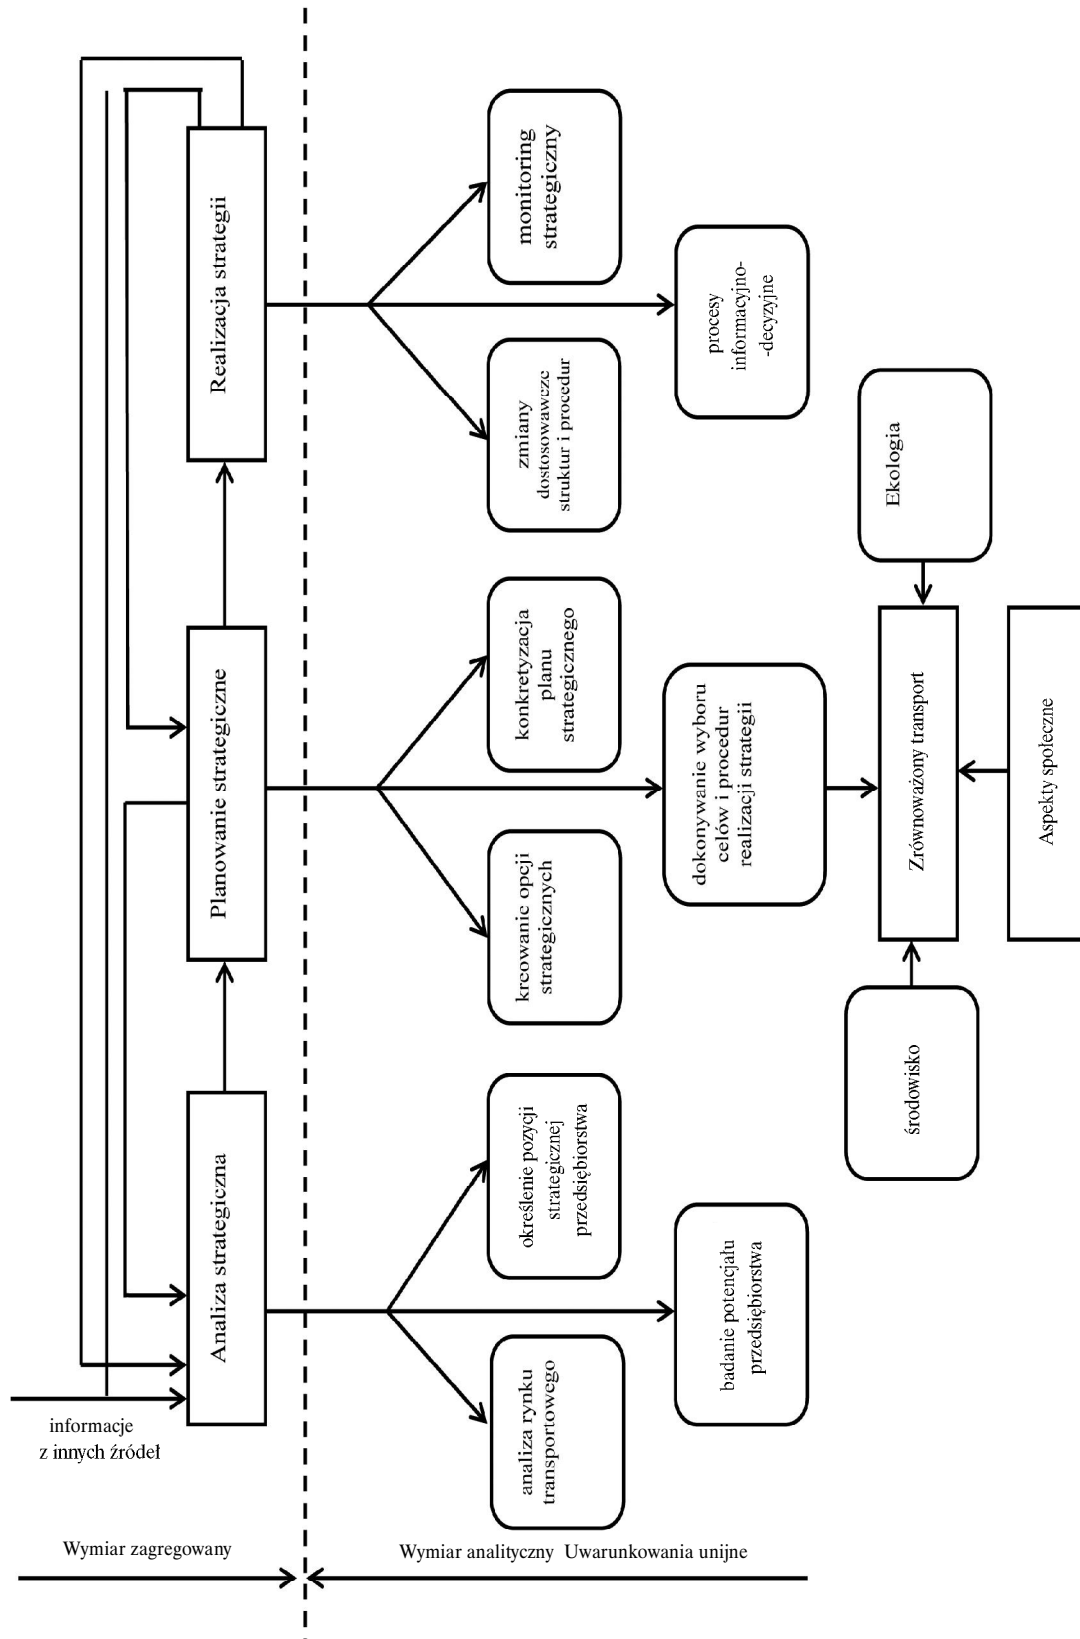 Realizacja strategii
Planowanie strategiczne
Analiza strategiczna
informacje
z innych źródeł
Wymiar zagregowany
monitoring
strategiczny
zmiany
dostosowawcze
struktur i procedur
procesy
informacyjno-
-decyzyjne
konkretyzacja
planu
strategicznego
kreowanie opcji
strategicznych
dokonywanie wyboru
celów i procedur
realizacji strategii
określenie pozycji
strategicznej
przedsiębiorstwa
analiza rynku
transportowego
badanie potencjału
przedsiębiorstwa
Ekologia
Zrównoważony transport
Aspekty społeczne
środowisko
Wymiar analityczny Uwarunkowania unijne